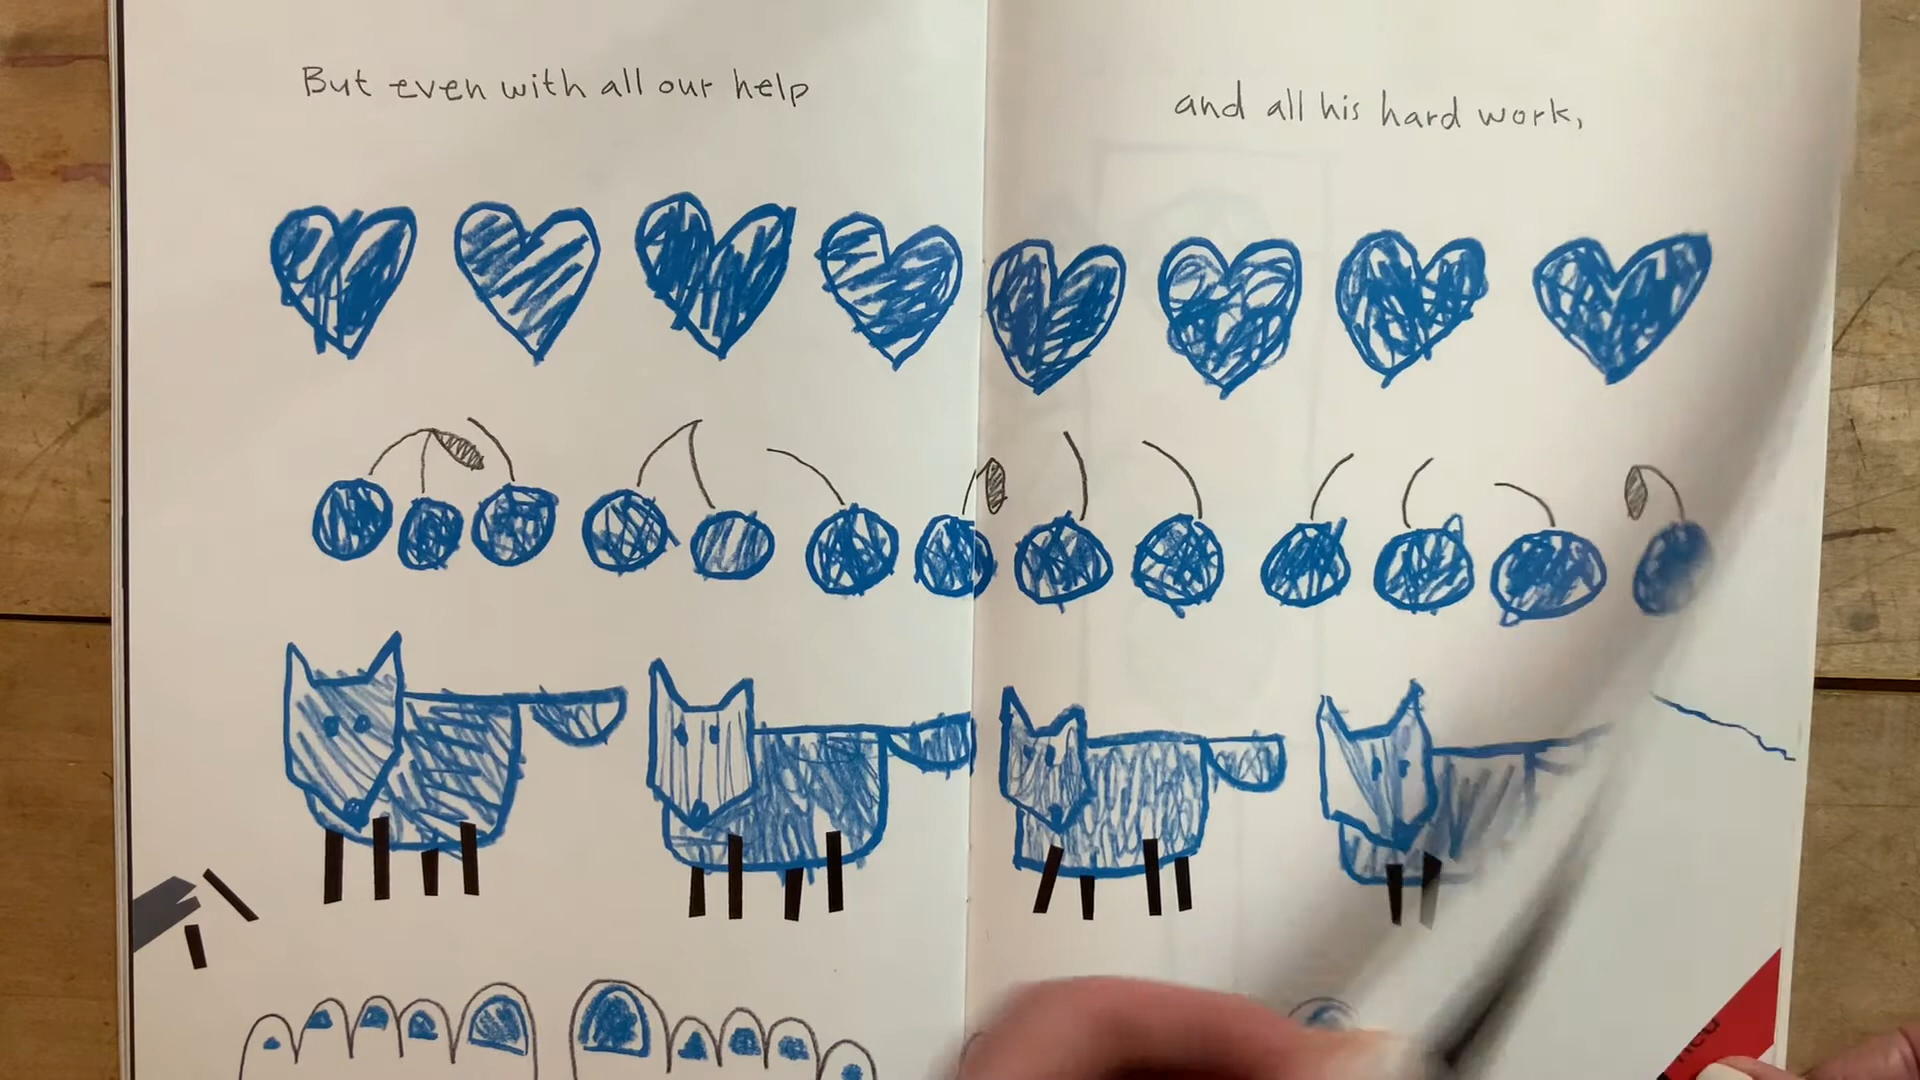 But even with all our help
and all his hard work,